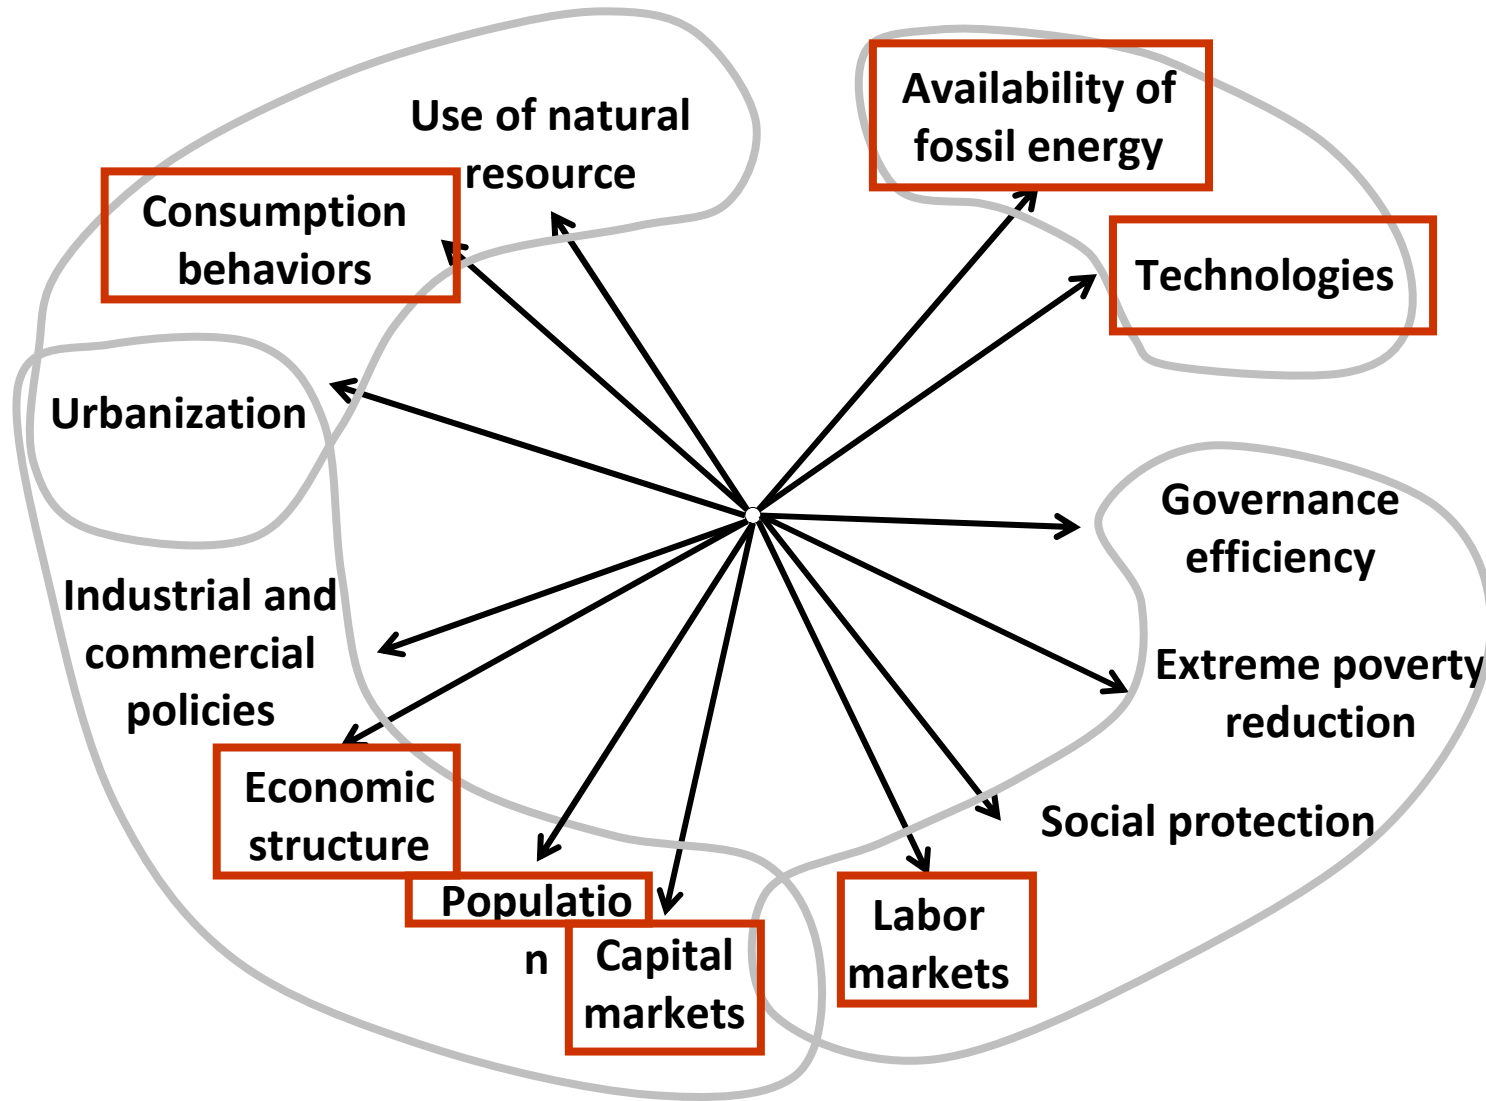 Use of natural
resource
Availability of
fossil energy
Consumption
behaviors
Technologies
Urbanization
Governance
efficiency
Industrial and
commercial
policies
Extreme poverty
reduction
Economic
structure
Social protection
Populatio
n
Capital
markets
Labor
markets